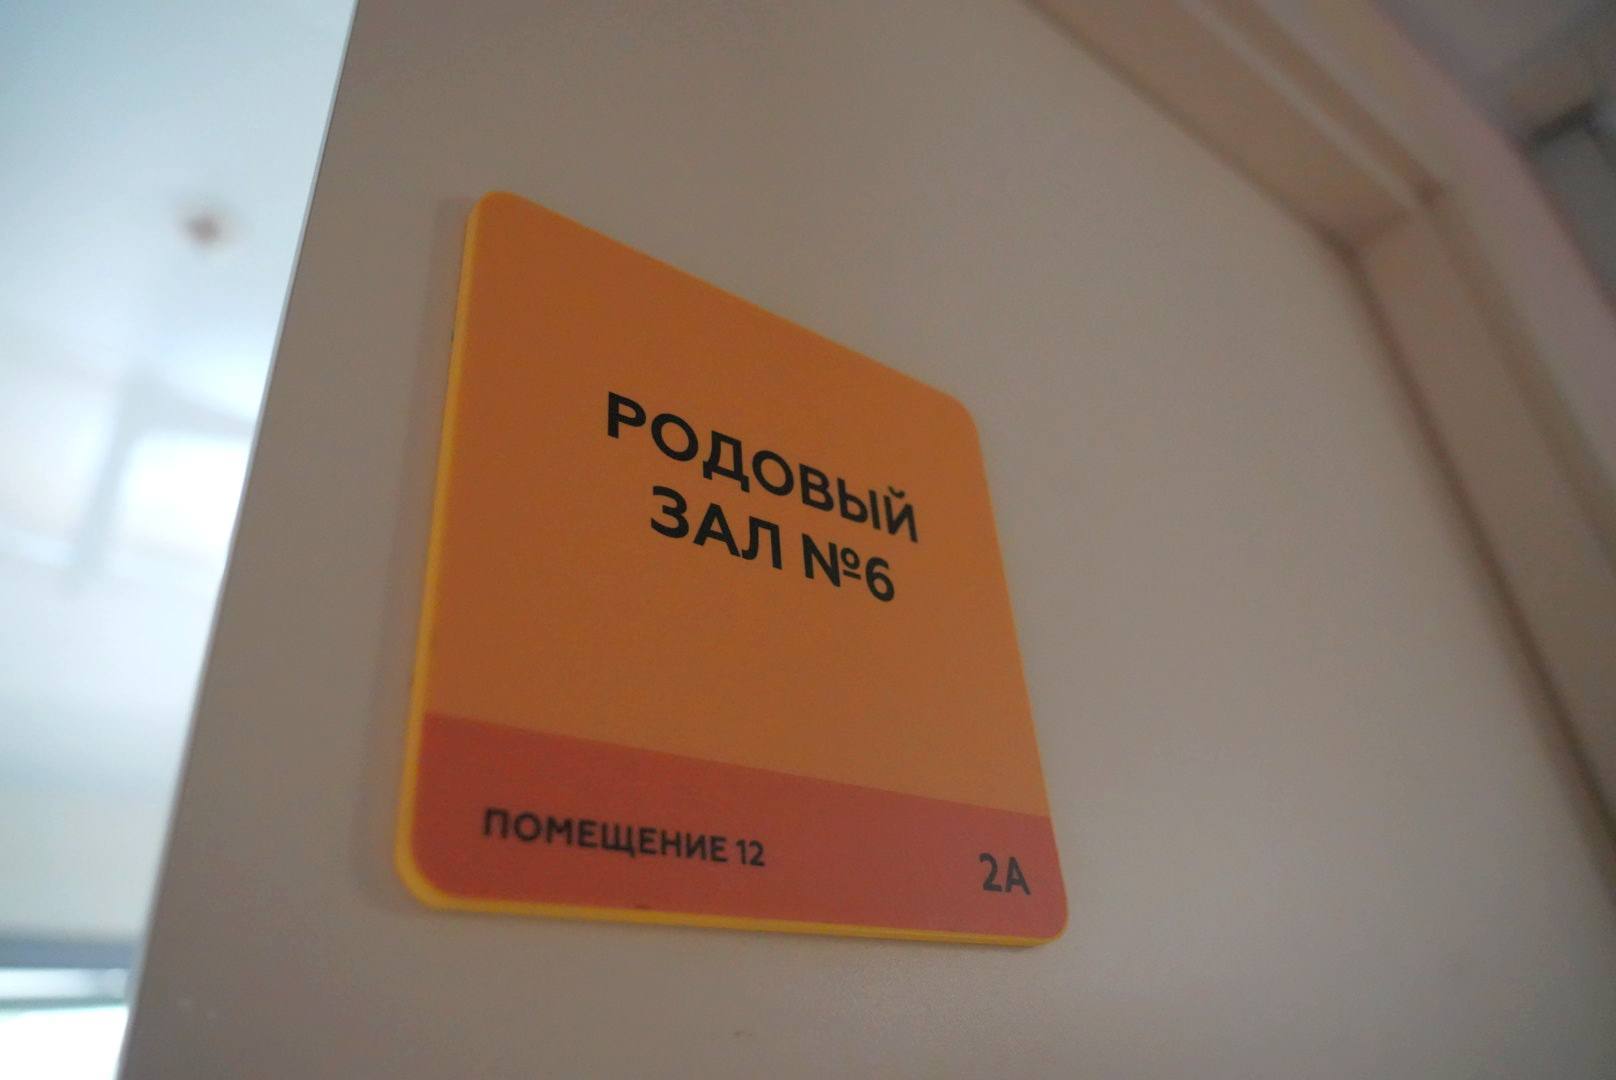 РОДОВЫЙ
ЗАЛ №6
ПОМЕЩЕНИЕ 12
2А